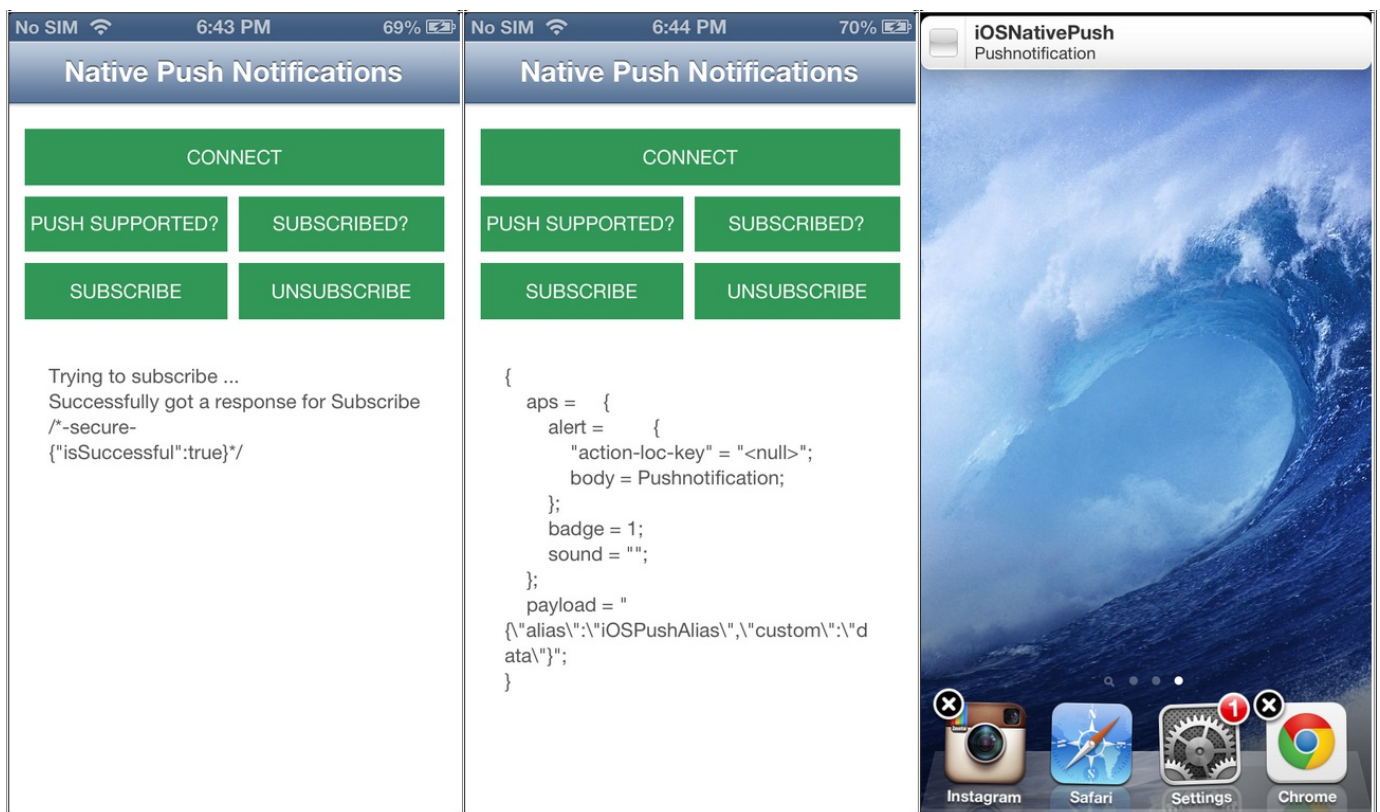 No SIM 6:43 PM 69%
Native Push Notifications
CONNECT
PUSH SUPPORTED? SUBSCRIBED?
SUBSCRIBE UNSUBSCRIBE
Trying to subscribe ...
Successfully got a response for Subscribe
/*-secure-
{"isSuccessful":true}*/
No SIM 6:44 PM 70%
Native Push Notifications
CONNECT
PUSH SUPPORTED? SUBSCRIBED?
SUBSCRIBE UNSUBSCRIBE
{
aps = {
alert = {
"action-loc-key" = "<null>";
body = Pushnotification;
};
badge = 1;
sound = "";
};
payload = "
{\"alias\":\"iOSPushAlias\",\"custom\":\"d
ata\"}";
}
iOSNativePush
Pushnotification
Insta
N
S
1
Instagram Safari Settings Chrome